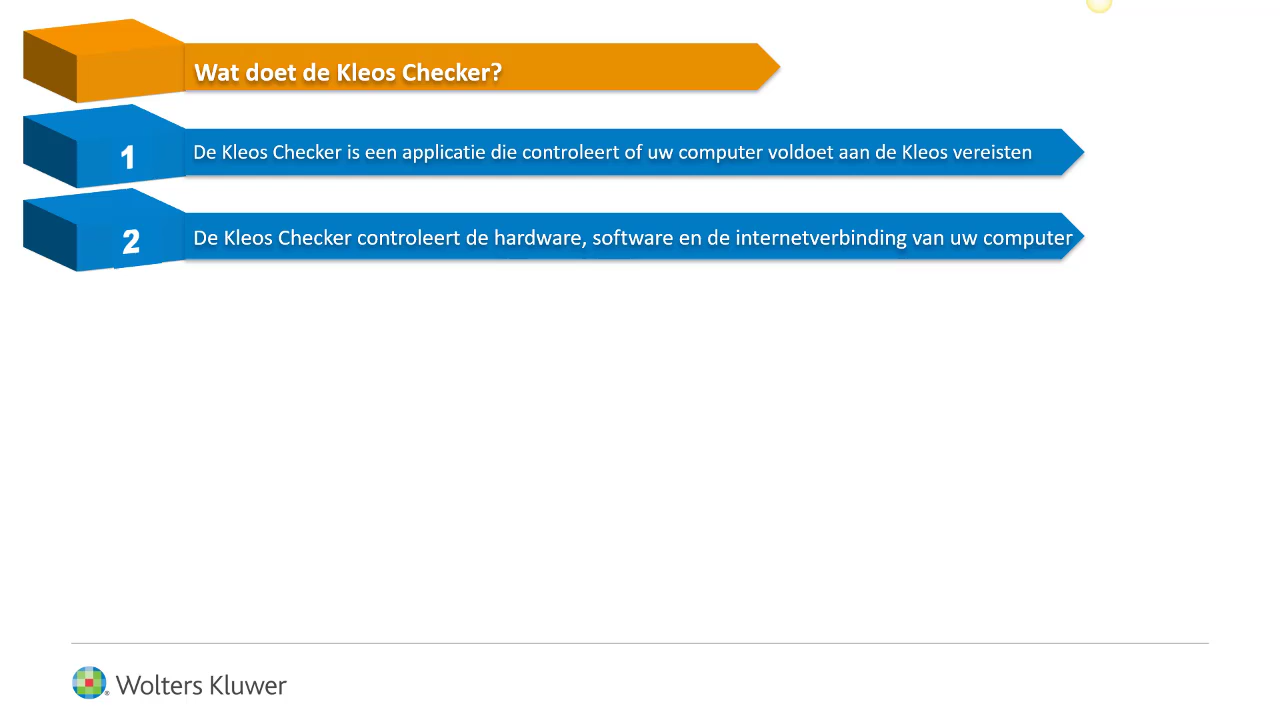 Wat doet de Kleos Checker?
1 De Kleos Checker is een applicatie die controleert of uw computer voldoet aan de Kleos vereisten
2 De Kleos Checker controleert de hardware, software en de internetverbinding van uw computer
Wolters Kluwer